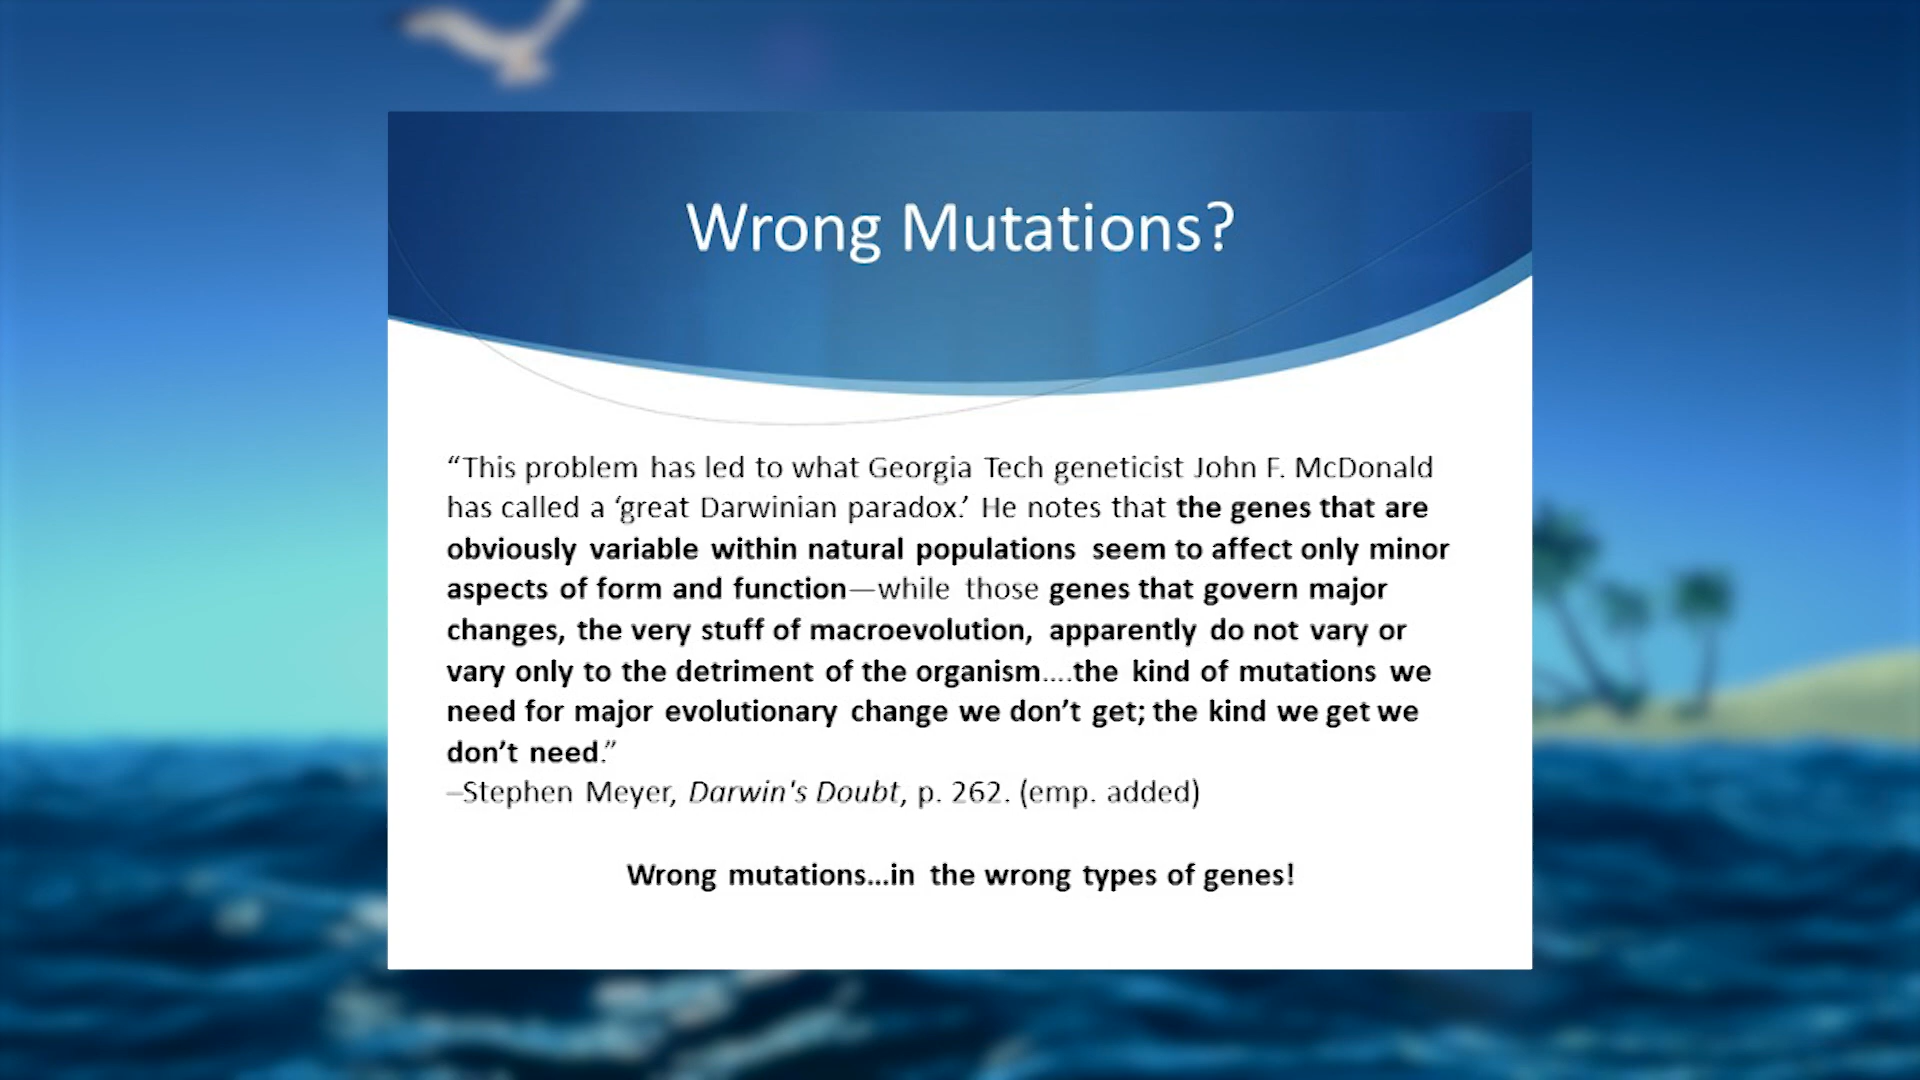 Wrong Mutations?
“This problem has led to what Georgia Tech geneticist John F. McDonald
has called a ‘great Darwinian paradox.’ He notes that the genes that are
obviously variable within natural populations seem to affect only minor
aspects of form and function—while those genes that govern major
changes, the very stuff of macroevolution, apparently do not vary or
vary only to the detriment of the organism....the kind of mutations we
need for major evolutionary change we don’t get; the kind we get we
don’t need.”
–Stephen Meyer, Darwin's Doubt, p. 262. (emp. added)
Wrong mutations...in the wrong types of genes!